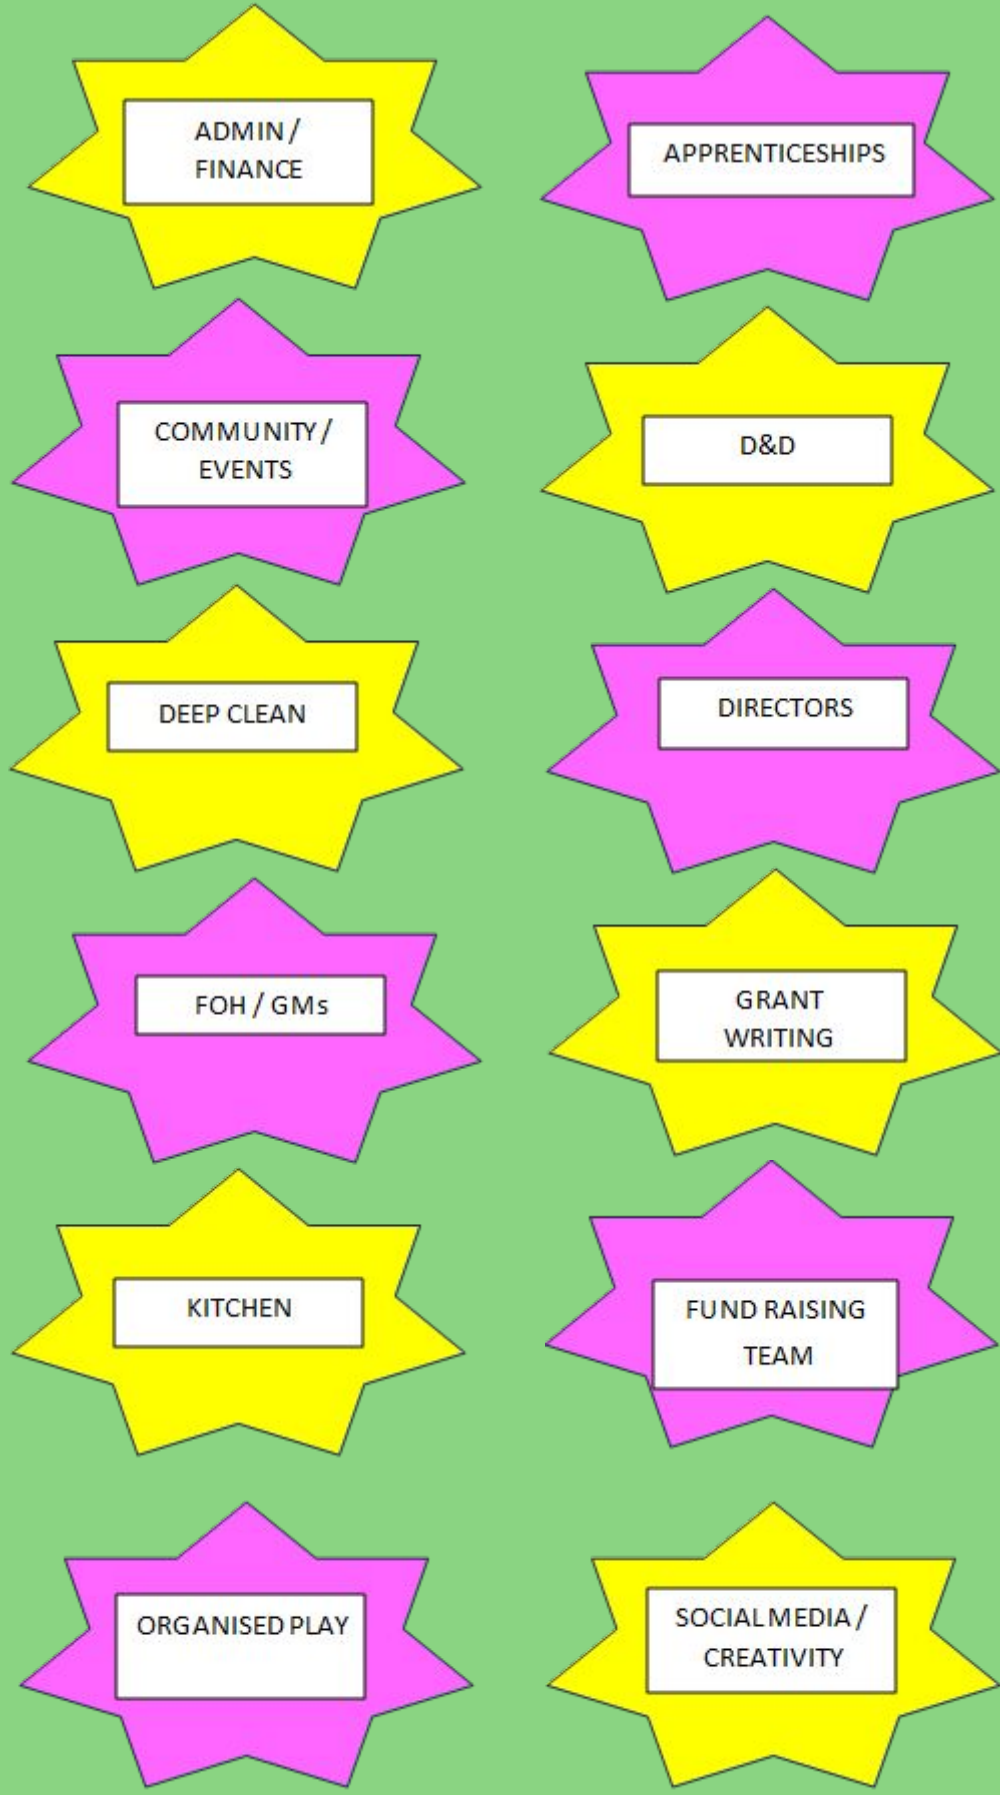 ADMIN /
FINANCE
APPRENTICESHIPS
COMMUNITY /
EVENTS
D&D
DEEP CLEAN
DIRECTORS
FOH / GMs
GRANT
WRITING
KITCHEN
FUND RAISING
TEAM
ORGANISED PLAY
SOCIAL MEDIA /
CREATIVITY